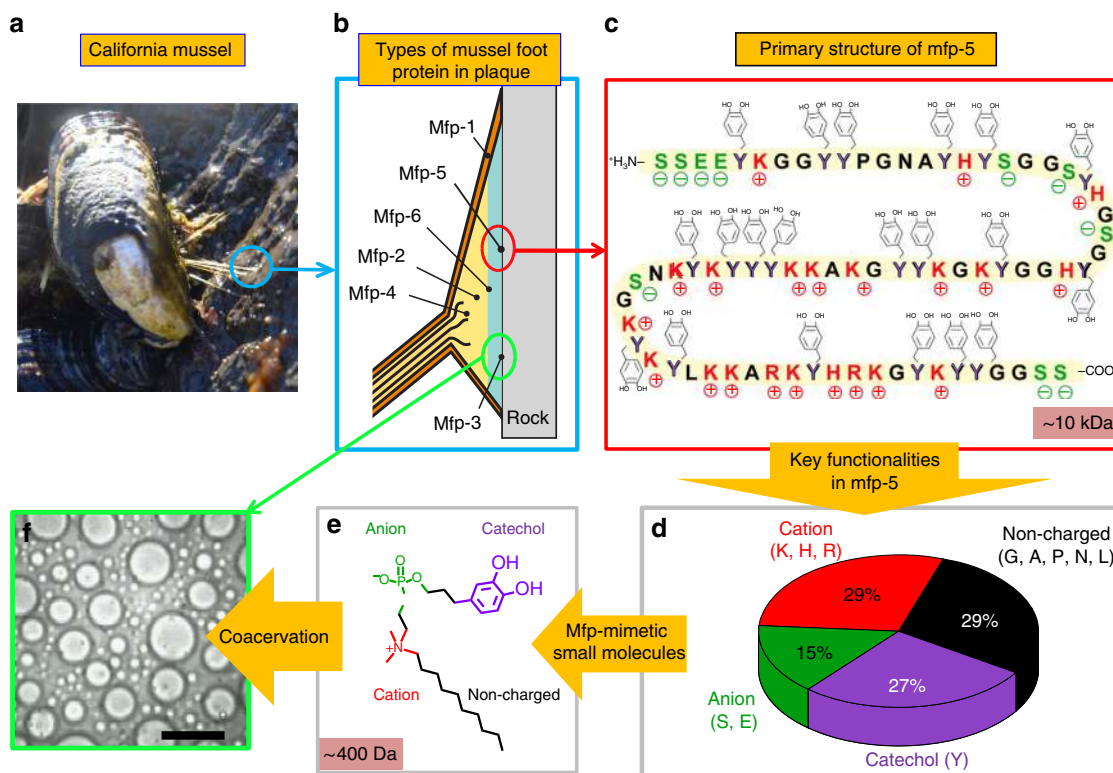 a
California mussel
b
Types of mussel foot
protein in plaque
Mfp-1
Mfp-5
Mfp-6
Mfp-2
Mfp-4
Mfp-3
Rock
c
Primary structure of mfp-5
⁺H₃N–
S S E E Y K G G Y Y P G N A Y H Y S G G S Y H G S G
Y H G G Y K G K Y Y G K A K K Y Y Y K Y K N S G
K Y K Y L K K A R K Y H R K G Y K Y Y G G S S
–COO
~10 kDa
Key functionalities
in mfp-5
d
Cation
(K, H, R)
Non-charged
(G, A, P, N, L)
29%
29%
15%
27%
Anion
(S, E)
Catechol (Y)
Mfp-mimetic
small molecules
e
Anion
Catechol
OH
OH
⁻O
O
P
O
N
+
Cation
Non-charged
~400 Da
Coacervation
f